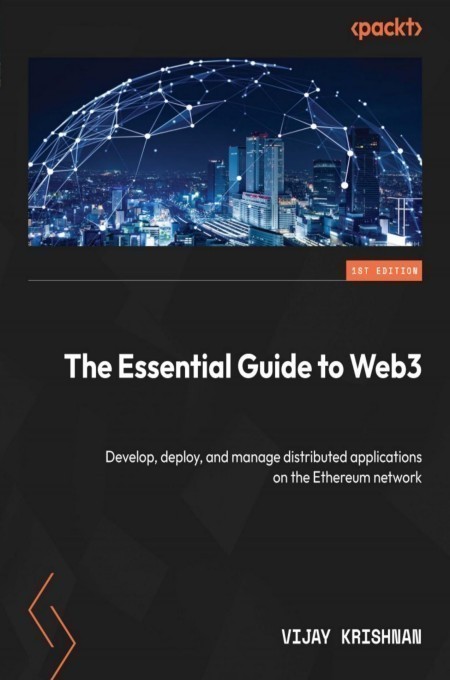 <packt>
1ST EDITION
The Essential Guide to Web3
Develop, deploy, and manage distributed applications
on the Ethereum network
VIJAY KRISHNAN